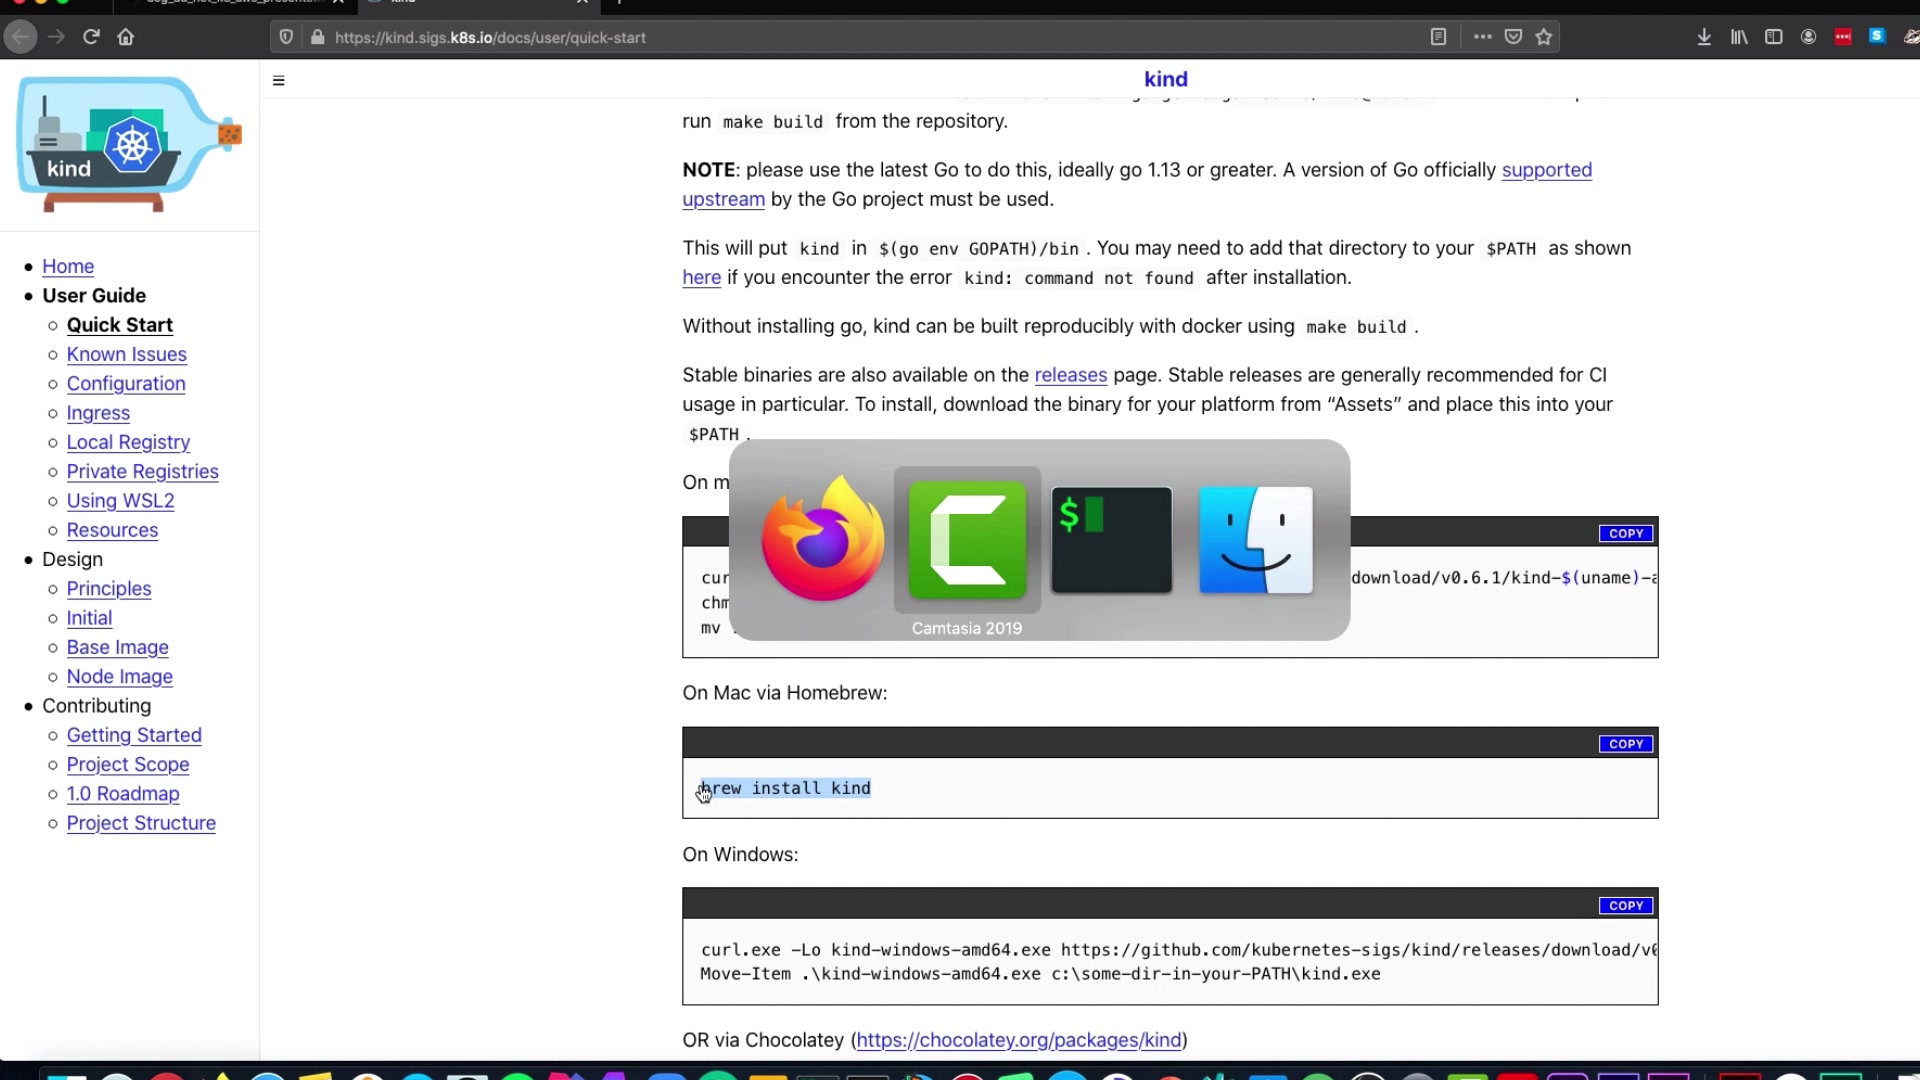 kind
https://kind.sigs.k8s.io/docs/user/quick-start
kind
kind
Home
User Guide
Quick Start
Known Issues
Configuration
Ingress
Local Registry
Private Registries
Using WSL2
Resources
Design
Principles
Initial
Base Image
Node Image
Contributing
Getting Started
Project Scope
1.0 Roadmap
Project Structure
run make build from the repository.
NOTE: please use the latest Go to do this, ideally go 1.13 or greater. A version of Go officially supported
upstream by the Go project must be used.
This will put kind in $(go env GOPATH)/bin . You may need to add that directory to your $PATH as shown
here if you encounter the error kind: command not found after installation.
Without installing go, kind can be built reproducibly with docker using make build .
Stable binaries are also available on the releases page. Stable releases are generally recommended for CI
usage in particular. To install, download the binary for your platform from “Assets” and place this into your
$PATH .
On m
COPY
cur download/v0.6.1/kind-$(uname)-a
chm
mv .
$
Camtasia 2019
On Mac via Homebrew:
COPY
brew install kind
On Windows:
COPY
curl.exe -Lo kind-windows-amd64.exe https://github.com/kubernetes-sigs/kind/releases/download/v0
Move-Item .\kind-windows-amd64.exe c:\some-dir-in-your-PATH\kind.exe
OR via Chocolatey (https://chocolatey.org/packages/kind)